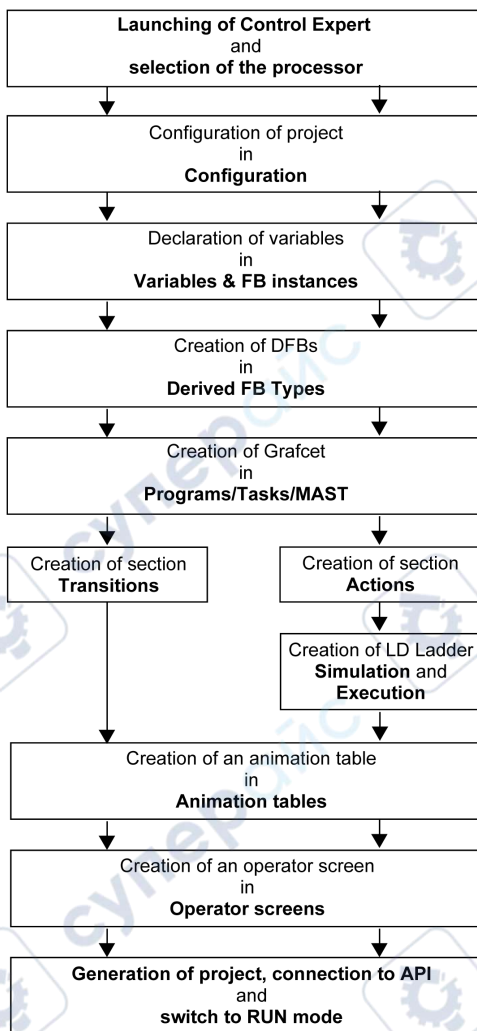 Launching of Control Expert
and
selection of the processor
Configuration of project
in
Configuration
Declaration of variables
in
Variables & FB instances
Creation of DFBs
in
Derived FB Types
Creation of Grafcet
in
Programs/Tasks/MAST
Creation of section
Transitions
Creation of section
Actions
Creation of LD Ladder
Simulation and
Execution
Creation of an animation table
in
Animation tables
Creation of an operator screen
in
Operator screens
Generation of project, connection to API
and
switch to RUN mode
суперайс
суперайс